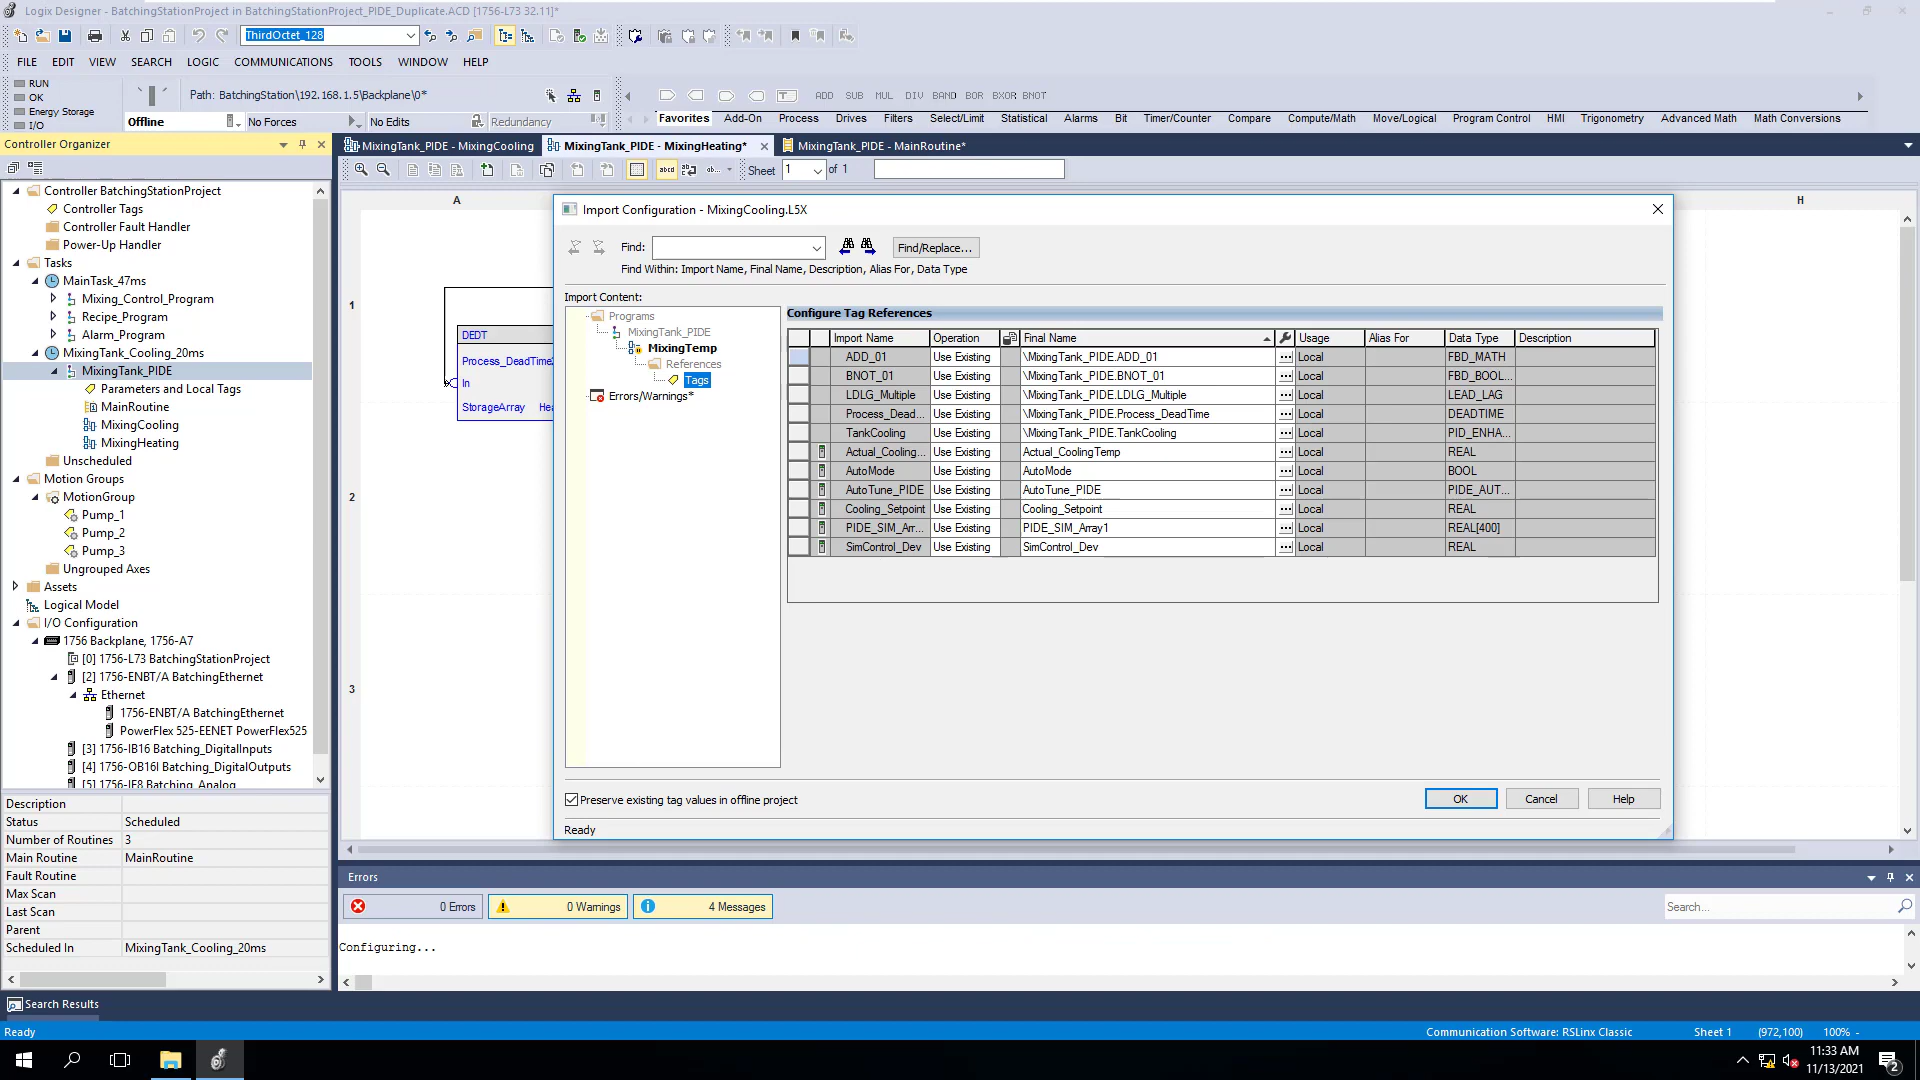 Logix Designer - BatchingStationProject in BatchingStationProject_PIDE_Duplicate.ACD [1756-L73 32.11]*
ThirdOctet_128
FILE EDIT VIEW SEARCH LOGIC COMMUNICATIONS TOOLS WINDOW HELP
RUN
OK
Energy Storage
I/O
Path: BatchingStation\192.168.1.5\Backplane\0*
Offline No Forces No Edits Redundancy
ADD SUB MUL DIV BAND BOR BXOR BNOT
Favorites Add-On Process Drives Filters Select/Limit Statistical Alarms Bit Timer/Counter Compare Compute/Math Move/Logical Program Control HMI Trigonometry Advanced Math Math Conversions
Controller Organizer
Controller BatchingStationProject
Controller Tags
Controller Fault Handler
Power-Up Handler
Tasks
MainTask_47ms
Mixing_Control_Program
Recipe_Program
Alarm_Program
MixingTank_Cooling_20ms
MixingTank_PIDE
Parameters and Local Tags
MainRoutine
MixingCooling
MixingHeating
Unscheduled
Motion Groups
MotionGroup
Pump_1
Pump_2
Pump_3
Ungrouped Axes
Assets
Logical Model
I/O Configuration
1756 Backplane, 1756-A7
[0] 1756-L73 BatchingStationProject
[2] 1756-ENBT/A BatchingEthernet
Ethernet
1756-ENBT/A BatchingEthernet
PowerFlex 525-EENET PowerFlex525
[3] 1756-IB16 Batching_DigitalInputs
[4] 1756-OB16I Batching_DigitalOutputs
[5] 1756-IF8 Batching_Analog
Description
Status Scheduled
Number of Routines 3
Main Routine MainRoutine
Fault Routine
Max Scan
Last Scan
Parent
Scheduled In MixingTank_Cooling_20ms
MixingTank_PIDE - MixingCooling MixingTank_PIDE - MixingHeating* MixingTank_PIDE - MainRoutine*
abcd ab... Sheet 1 of 1
A H
1
2
3
DEDT
Process_DeadTime
In
StorageArray Hea
Import Configuration - MixingCooling.L5X
Find: Find/Replace...
Find Within: Import Name, Final Name, Description, Alias For, Data Type
Import Content:
Programs
MixingTank_PIDE
MixingTemp
References
Tags
Errors/Warnings*
Configure Tag References
Import Name Operation Final Name Usage Alias For Data Type Description
ADD_01 Use Existing \MixingTank_PIDE.ADD_01 ... Local FBD_MATH
BNOT_01 Use Existing \MixingTank_PIDE.BNOT_01 ... Local FBD_BOOL...
LDLG_Multiple Use Existing \MixingTank_PIDE.LDLG_Multiple ... Local LEAD_LAG
Process_Dead... Use Existing \MixingTank_PIDE.Process_DeadTime ... Local DEADTIME
TankCooling Use Existing \MixingTank_PIDE.TankCooling ... Local PID_ENHA...
Actual_Cooling... Use Existing Actual_CoolingTemp ... Local REAL
AutoMode Use Existing AutoMode ... Local BOOL
AutoTune_PIDE Use Existing AutoTune_PIDE ... Local PIDE_AUT...
Cooling_Setpoint Use Existing Cooling_Setpoint ... Local REAL
PIDE_SIM_Arr... Use Existing PIDE_SIM_Array1 ... Local REAL[400]
SimControl_Dev Use Existing SimControl_Dev ... Local REAL
Preserve existing tag values in offline project
OK Cancel Help
Ready
Errors
0 Errors 0 Warnings 4 Messages
Search...
Configuring...
Search Results
Ready
Communication Software: RSLinx Classic Sheet 1 (972,100) 100%
11:33 AM
11/13/2021
2